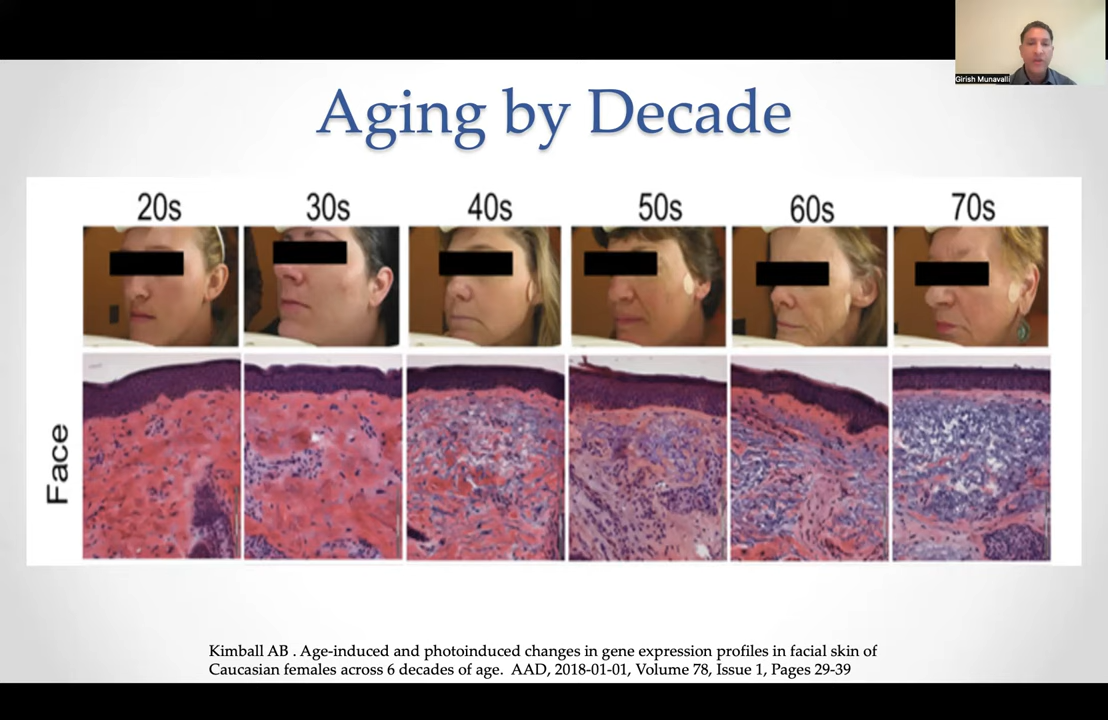 Girish Munavalli
Aging by Decade
20s 30s 40s 50s 60s 70s
Face
Kimball AB . Age-induced and photoinduced changes in gene expression profiles in facial skin of
Caucasian females across 6 decades of age.  AAD, 2018-01-01, Volume 78, Issue 1, Pages 29-39